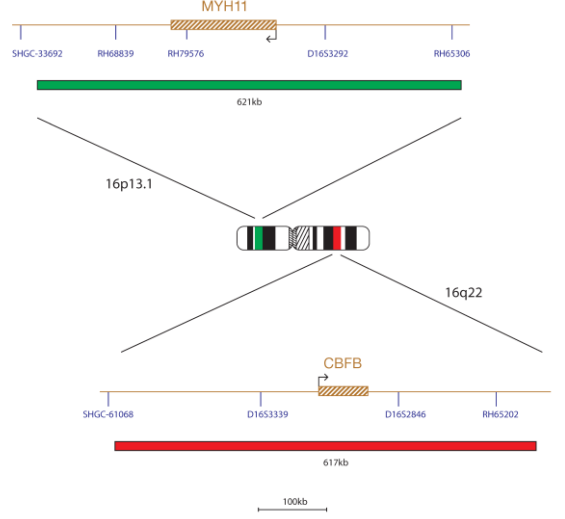 MYH11
SHGC-33692 RH68839 RH79576 D16S3292 RH65306
621kb
16p13.1
16q22
CBFB
SHGC-61068 D16S3339 D16S2846 RH65202
617kb
100kb